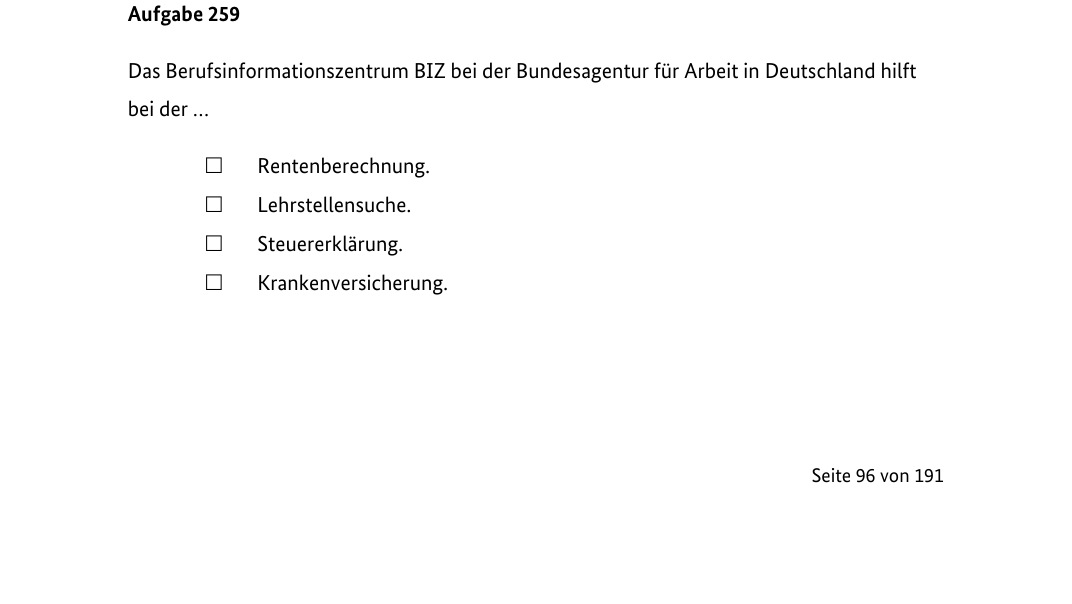 Aufgabe 259
Das Berufsinformationszentrum BIZ bei der Bundesagentur für Arbeit in Deutschland hilft
bei der …
☐ Rentenberechnung.
☐ Lehrstellensuche.
☐ Steuererklärung.
☐ Krankenversicherung.
Seite 96 von 191